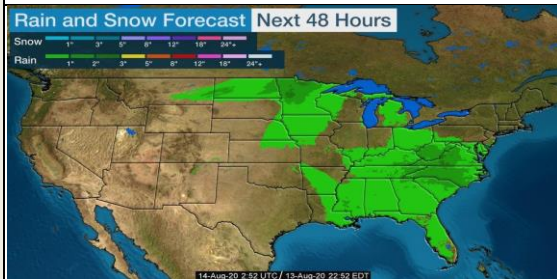 Rain and Snow Forecast Next 48 Hours
Snow
1" 3" 5" 8" 12" 18" 24"+
Rain
1" 2" 3" 5" 8" 12" 18" 24"+
14-Aug-20 2:52 UTC / 13-Aug-20 22:52 EDT